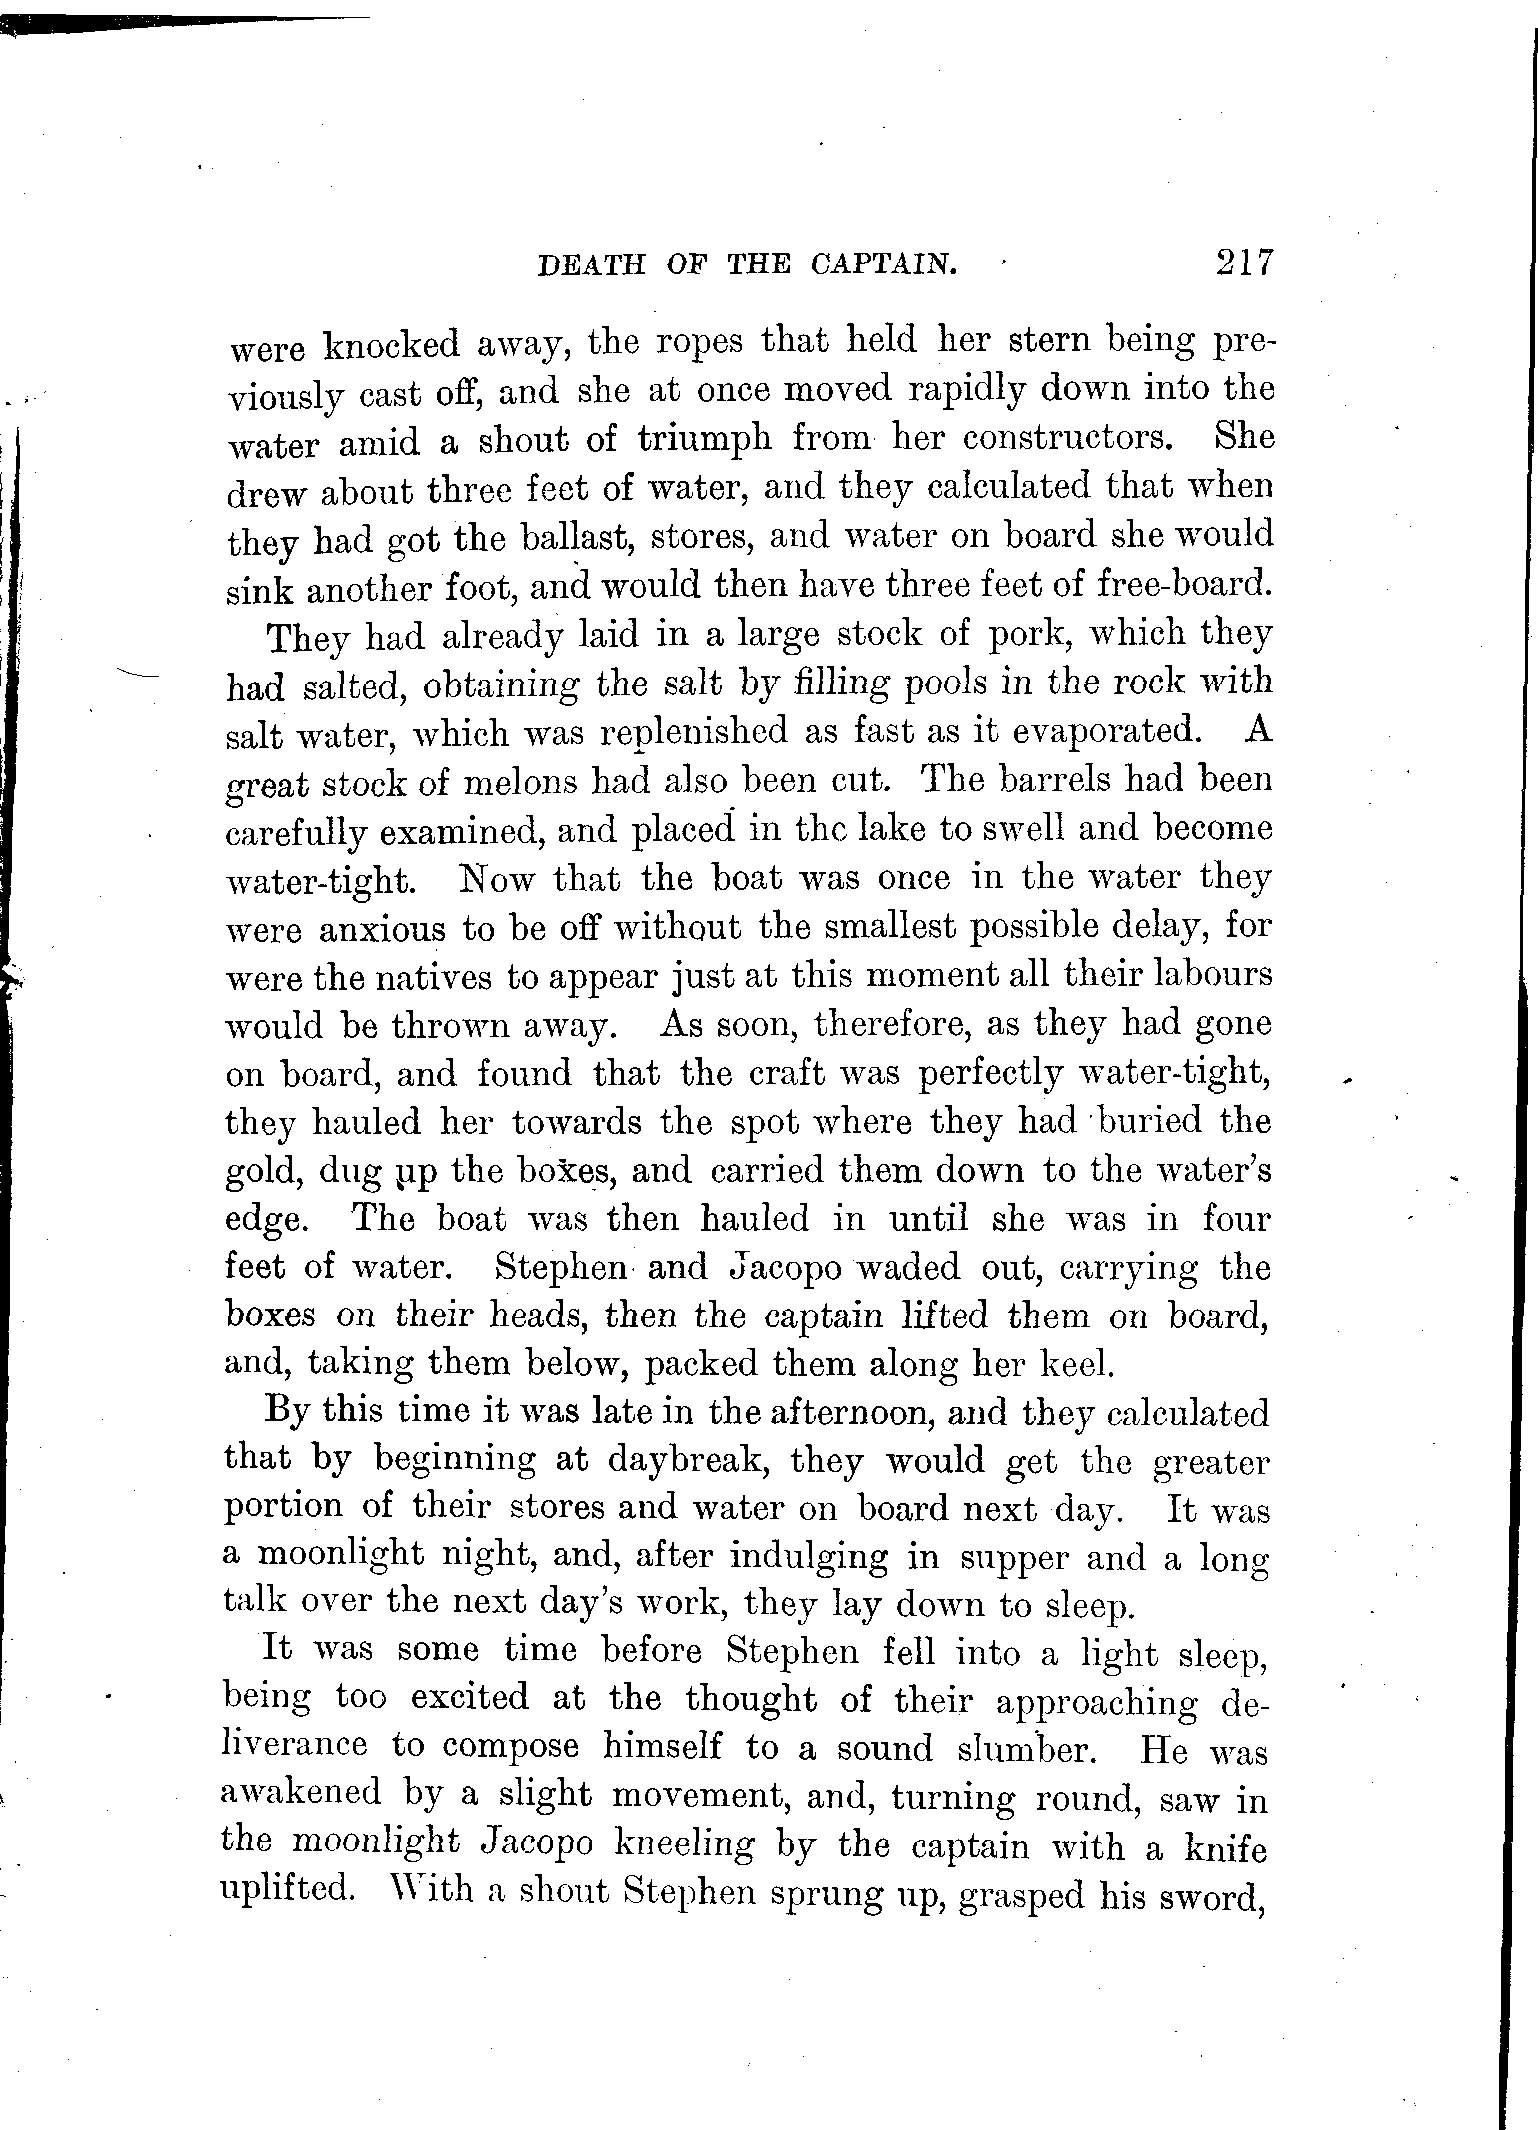 DEATH OF THE CAPTAIN. 217
were knocked away, the ropes that held her stern being pre-
viously cast off, and she at once moved rapidly down into the
water amid a shout of triumph from her constructors. She
drew about three feet of water, and they calculated that when
they had got the ballast, stores, and water on board she would
sink another foot, and would then have three feet of free-board.
They had already laid in a large stock of pork, which they
had salted, obtaining the salt by filling pools in the rock with
salt water, which was replenished as fast as it evaporated. A
great stock of melons had also been cut. The barrels had been
carefully examined, and placed in the lake to swell and become
water-tight. Now that the boat was once in the water they
were anxious to be off without the smallest possible delay, for
were the natives to appear just at this moment all their labours
would be thrown away. As soon, therefore, as they had gone
on board, and found that the craft was perfectly water-tight,
they hauled her towards the spot where they had buried the
gold, dug up the boxes, and carried them down to the water's
edge. The boat was then hauled in until she was in four
feet of water. Stephen and Jacopo waded out, carrying the
boxes on their heads, then the captain lifted them on board,
and, taking them below, packed them along her keel.
By this time it was late in the afternoon, and they calculated
that by beginning at daybreak, they would get the greater
portion of their stores and water on board next day. It was
a moonlight night, and, after indulging in supper and a long
talk over the next day's work, they lay down to sleep.
It was some time before Stephen fell into a light sleep,
being too excited at the thought of their approaching de-
liverance to compose himself to a sound slumber. He was
awakened by a slight movement, and, turning round, saw in
the moonlight Jacopo kneeling by the captain with a knife
uplifted. With a shout Stephen sprung up, grasped his sword,